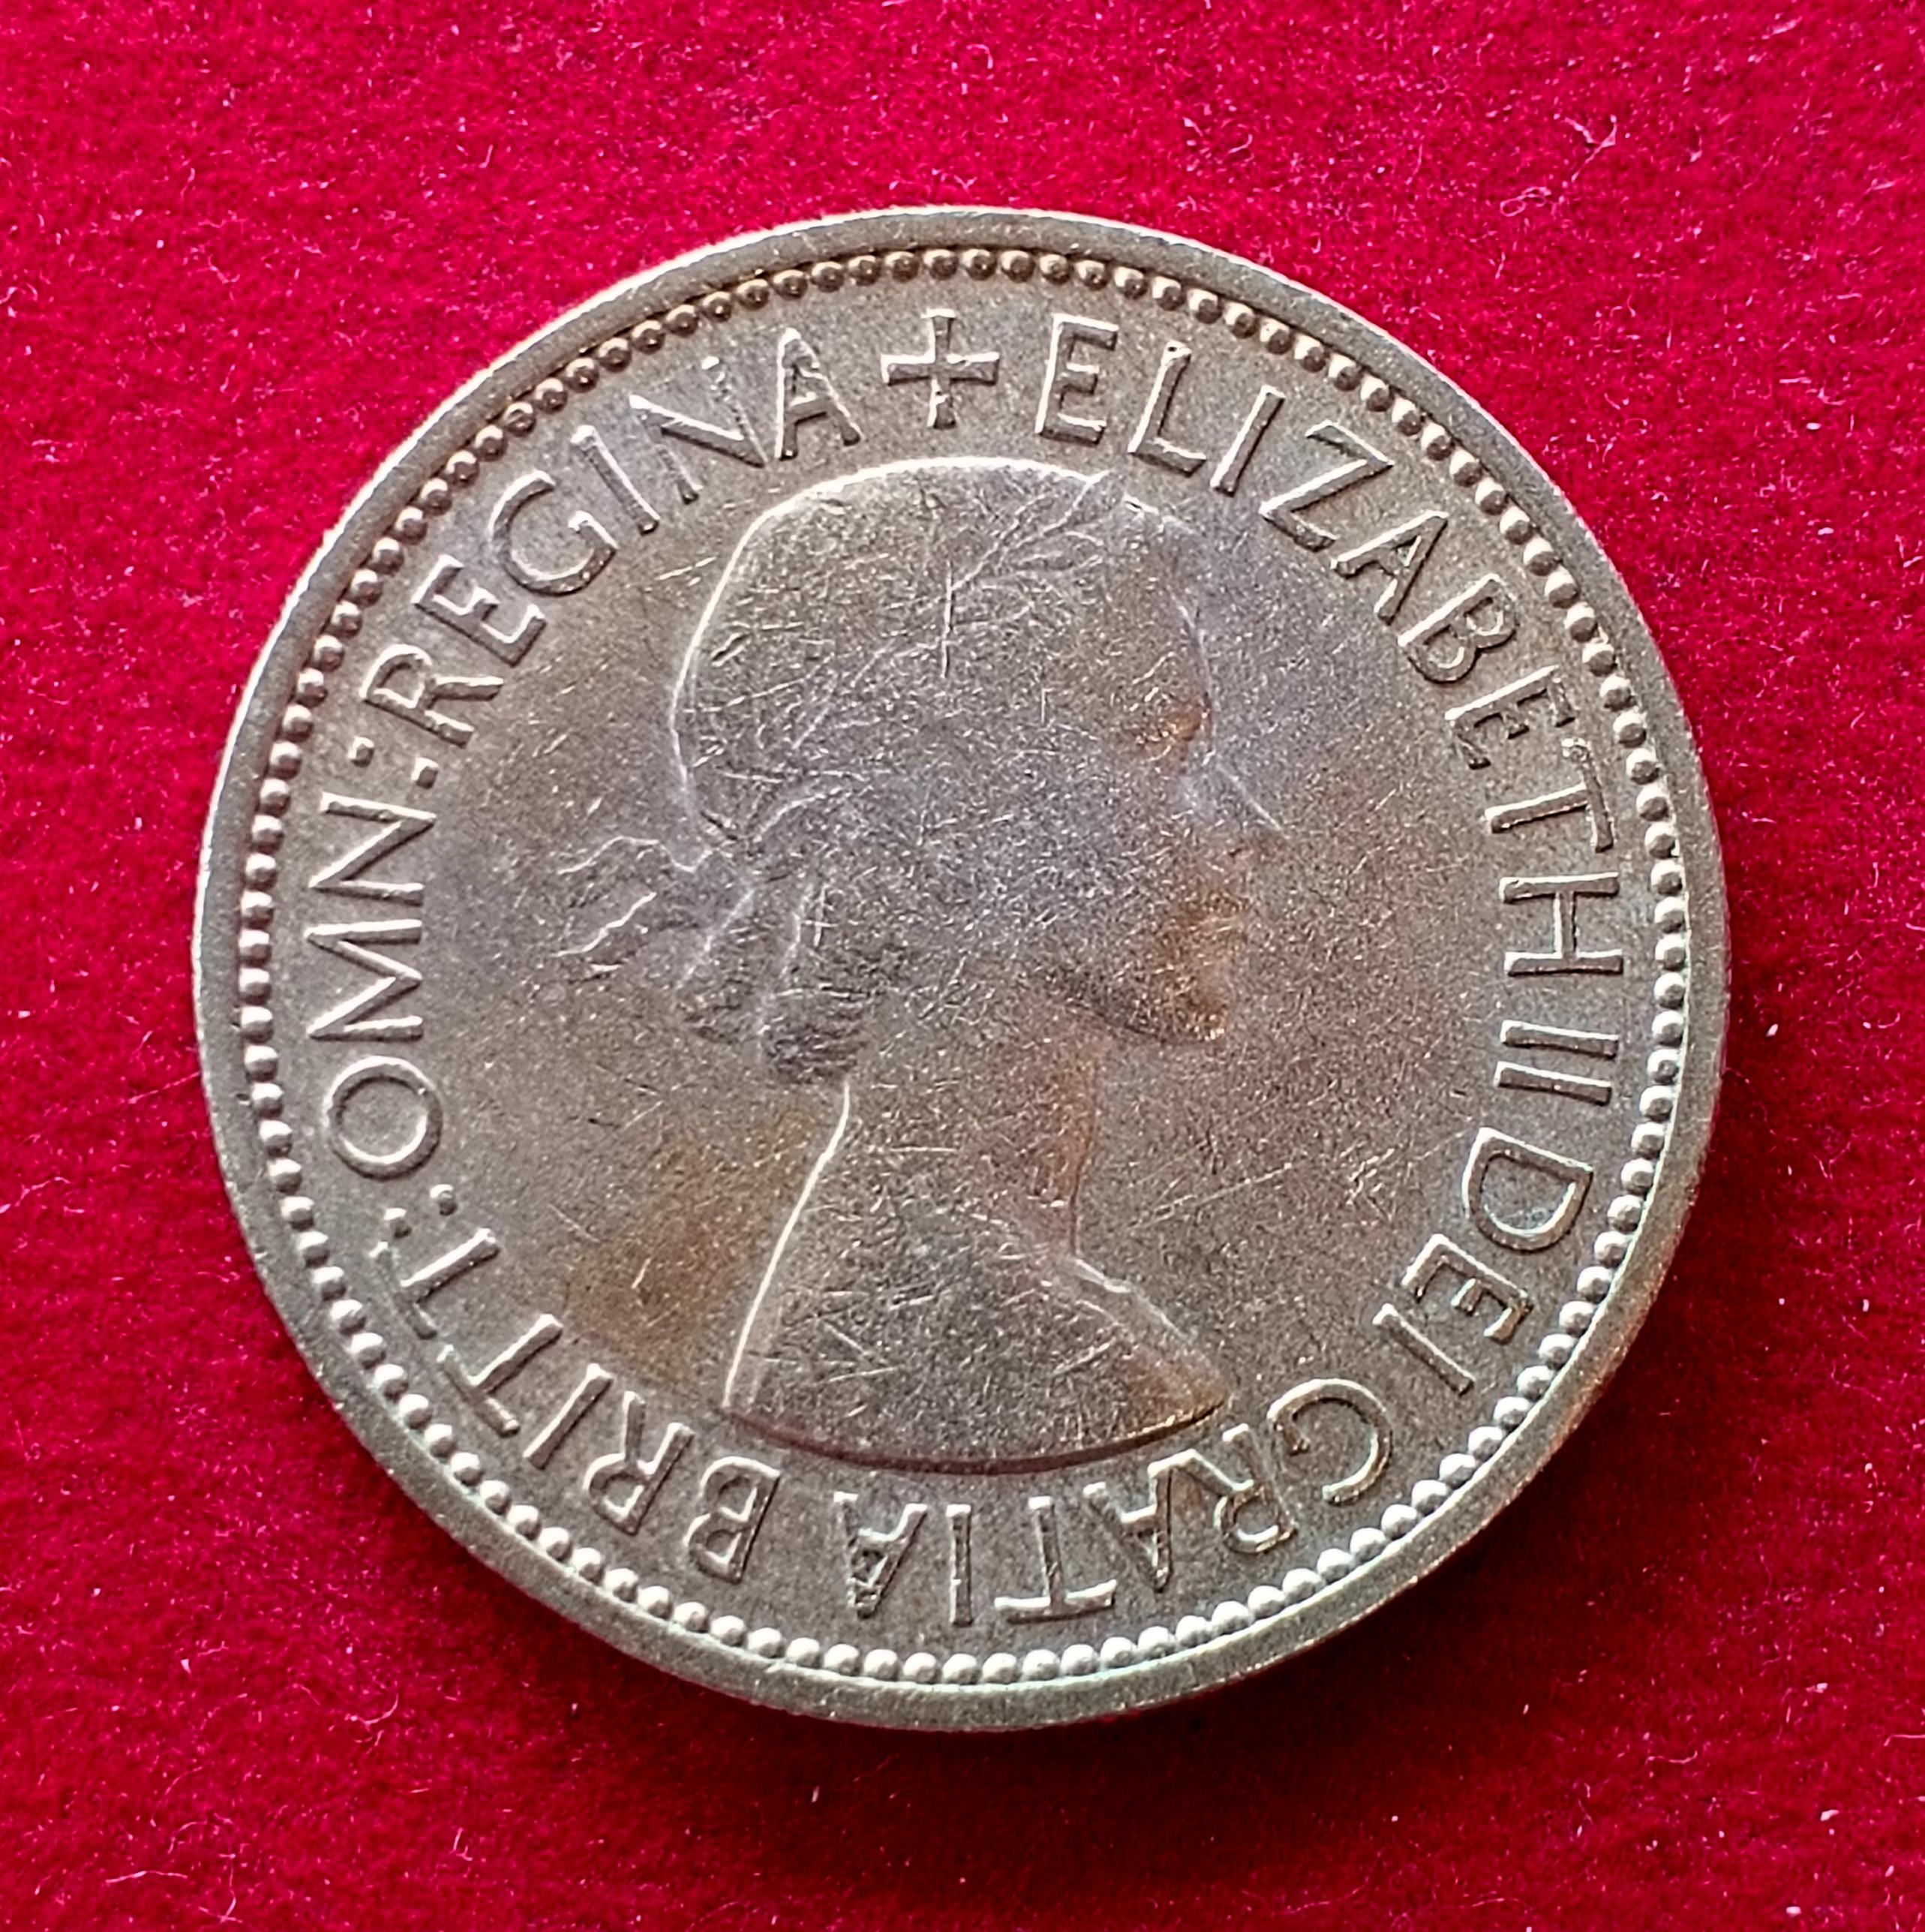 + ELIZABETH II DEI GRATIA BRITT:OMN:REGINA